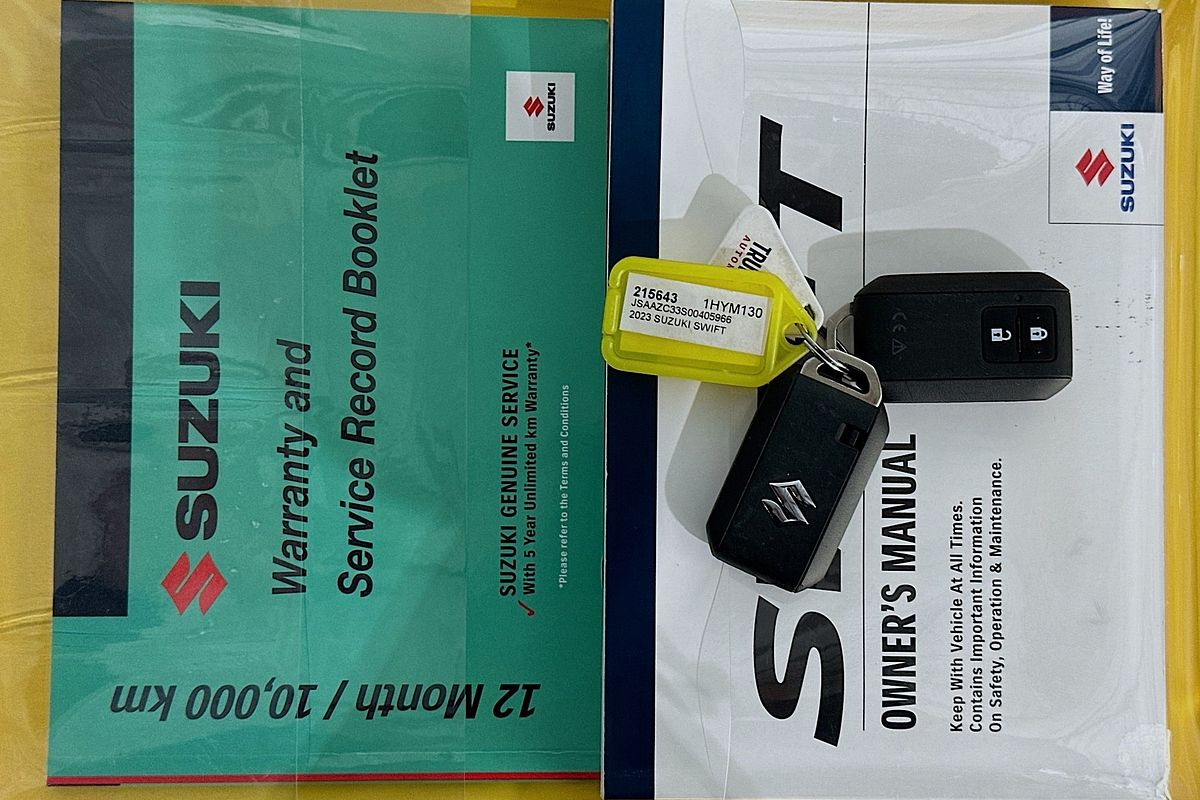 SUZUKI
Warranty and
Service Record Booklet
SUZUKI GENUINE SERVICE
✓ With 5 Year Unlimited km Warranty*
*Please refer to the Terms and Conditions
12 Month / 10,000 km
SUZUKI
215643 1HYM130
JSAAZC33S00405966
2023 SUZUKI SWIFT
OWNER'S MANUAL
Keep With Vehicle At All Times.
Contains Important Information
On Safety, Operation & Maintenance.
SUZUKI
Way of Life!